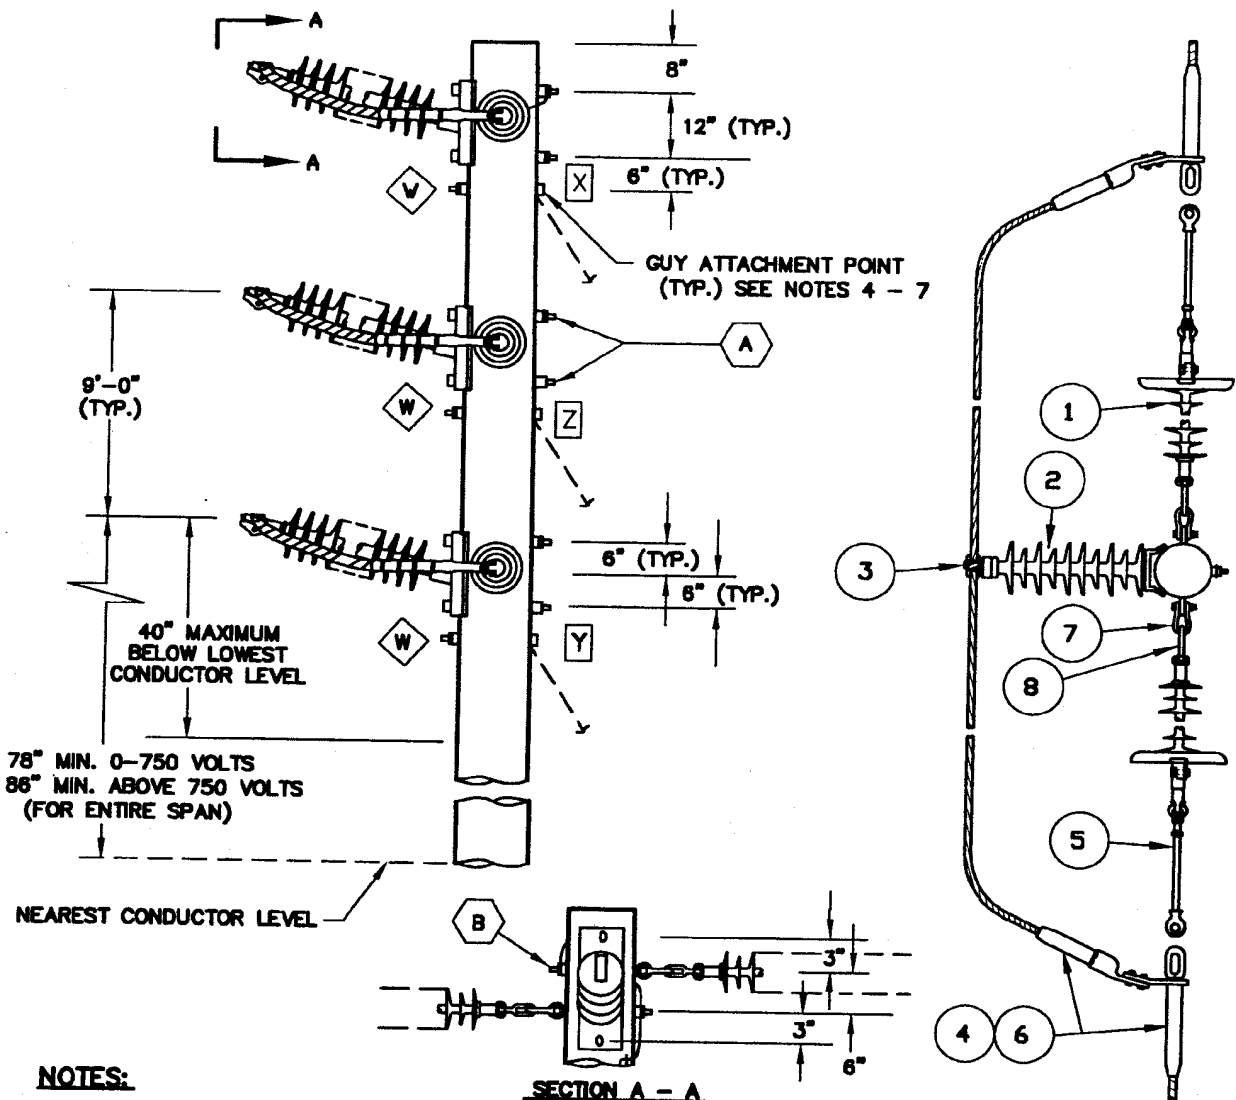 A
8"
12" (TYP.)
A
6" (TYP.)
W
X
GUY ATTACHMENT POINT
(TYP.) SEE NOTES 4 - 7
A
9'-0"
(TYP.)
1
W
Z
2
6" (TYP.)
3
6" (TYP.)
40" MAXIMUM
BELOW LOWEST
CONDUCTOR LEVEL
W
Y
7
8
78" MIN. 0-750 VOLTS
86" MIN. ABOVE 750 VOLTS
(FOR ENTIRE SPAN)
5
NEAREST CONDUCTOR LEVEL
B
3"
3"
6"
4
6
NOTES:
SECTION A - A